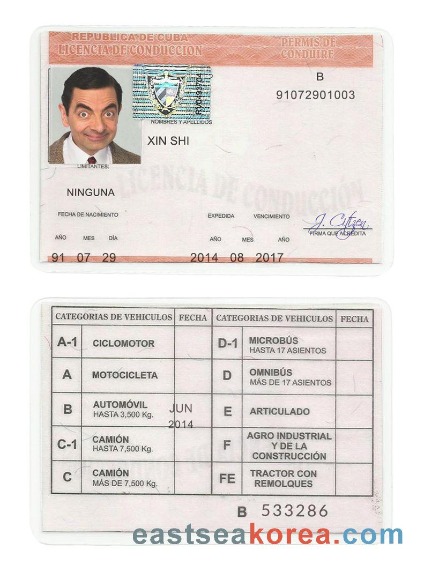 REPUBLICA DE CUBA
LICENCIA DE CONDUCCION
PERMIS DE
CONDUIRE
B
91072901003
NOMBRES Y APELLIDOS
XIN SHI
LIMITANTES:
NINGUNA
LICENCIA DE CONDUCCION
FECHA DE NACIMIENTO EXPEDIDA VENCIMIENTO
FIRMA QUE ACREDITA
AÑO MES DÍA AÑO MES AÑO
91 07 29 2014 08 2017
CATEGORIAS DE VEHICULOS FECHA CATEGORIAS DE VEHICULOS FECHA
A-1 CICLOMOTOR D-1 MICROBÚS
HASTA 17 ASIENTOS
A MOTOCICLETA D OMNIBÚS
MÁS DE 17 ASIENTOS
B AUTOMÓVIL
HASTA 3,500 Kg. JUN
2014 E ARTICULADO
C-1 CAMIÓN
HASTA 7,500 Kg. F AGRO INDUSTRIAL
Y DE LA
CONSTRUCCIÓN
C CAMIÓN
MÁS DE 7,500 Kg. FE TRACTOR CON
REMOLQUES
B 533286
eastseakorea.com